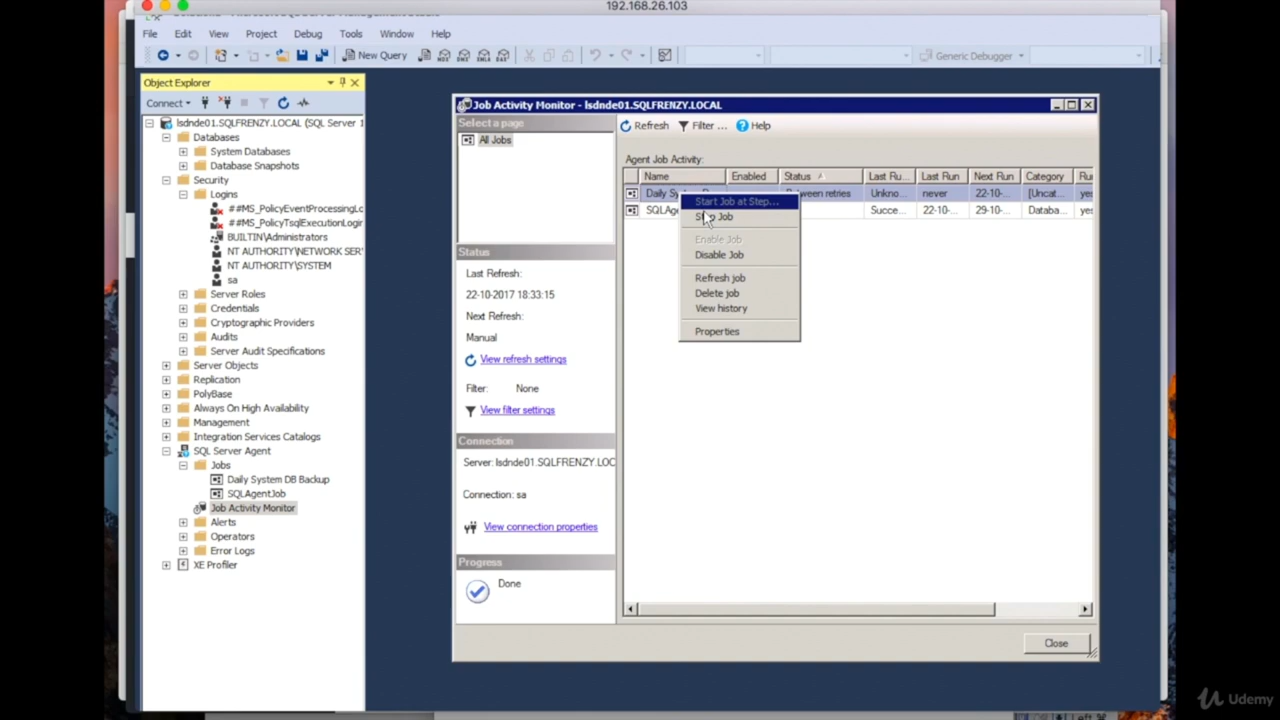 192.168.26.103
File Edit View Project Debug Tools Window Help
New Query
Generic Debugger
Object Explorer
Connect
lsdnde01.SQLFRENZY.LOCAL (SQL Server 1
Databases
System Databases
Database Snapshots
Security
Logins
##MS_PolicyEventProcessingLo
##MS_PolicyTsqlExecutionLogin
BUILTIN\Administrators
NT AUTHORITY\NETWORK SER
NT AUTHORITY\SYSTEM
sa
Server Roles
Credentials
Cryptographic Providers
Audits
Server Audit Specifications
Server Objects
Replication
PolyBase
Always On High Availability
Management
Integration Services Catalogs
SQL Server Agent
Jobs
Daily System DB Backup
SQLAgentJob
Job Activity Monitor
Alerts
Operators
Error Logs
XE Profiler
Job Activity Monitor - lsdnde01.SQLFRENZY.LOCAL
Select a page
All Jobs
Status
Last Refresh:
22-10-2017 18:33:15
Next Refresh:
Manual
View refresh settings
Filter: None
View filter settings
Connection
Server: lsdnde01.SQLFRENZY.LOC
Connection: sa
View connection properties
Progress
Done
Refresh Filter ... Help
Agent Job Activity:
Name Enabled Status Last Ru... Last Run Next Run Category Ru
Daily Sy between retries Unkno... never 22-10-... [Uncat... yes
SQLAge Succe... 22-10-... 29-10-... Databa... yes
Start Job at Step...
Stop Job
Enable Job
Disable Job
Refresh job
Delete job
View history
Properties
Close
Udemy